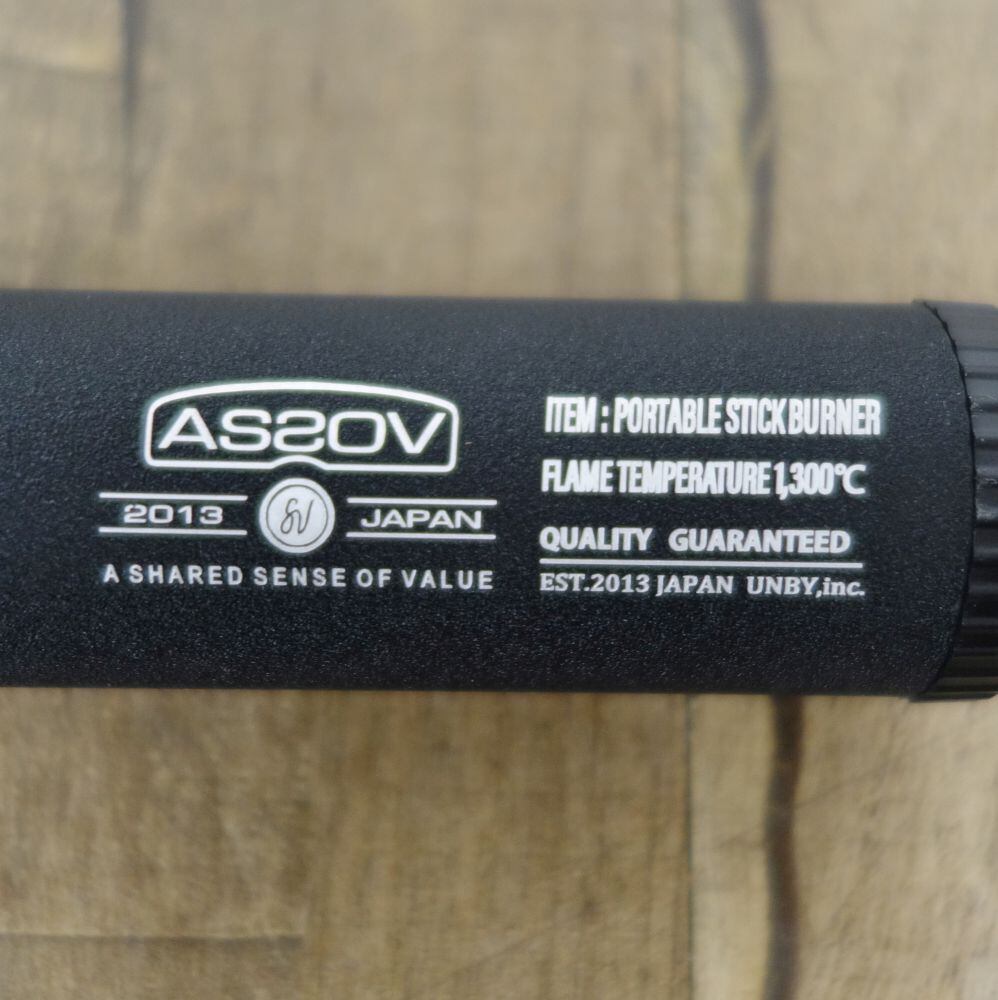 ASSOV
2013 SV JAPAN
A SHARED SENSE OF VALUE
ITEM : PORTABLE STICK BURNER
FLAME TEMPERATURE 1,300℃
QUALITY GUARANTEED
EST.2013 JAPAN UNBY,inc.